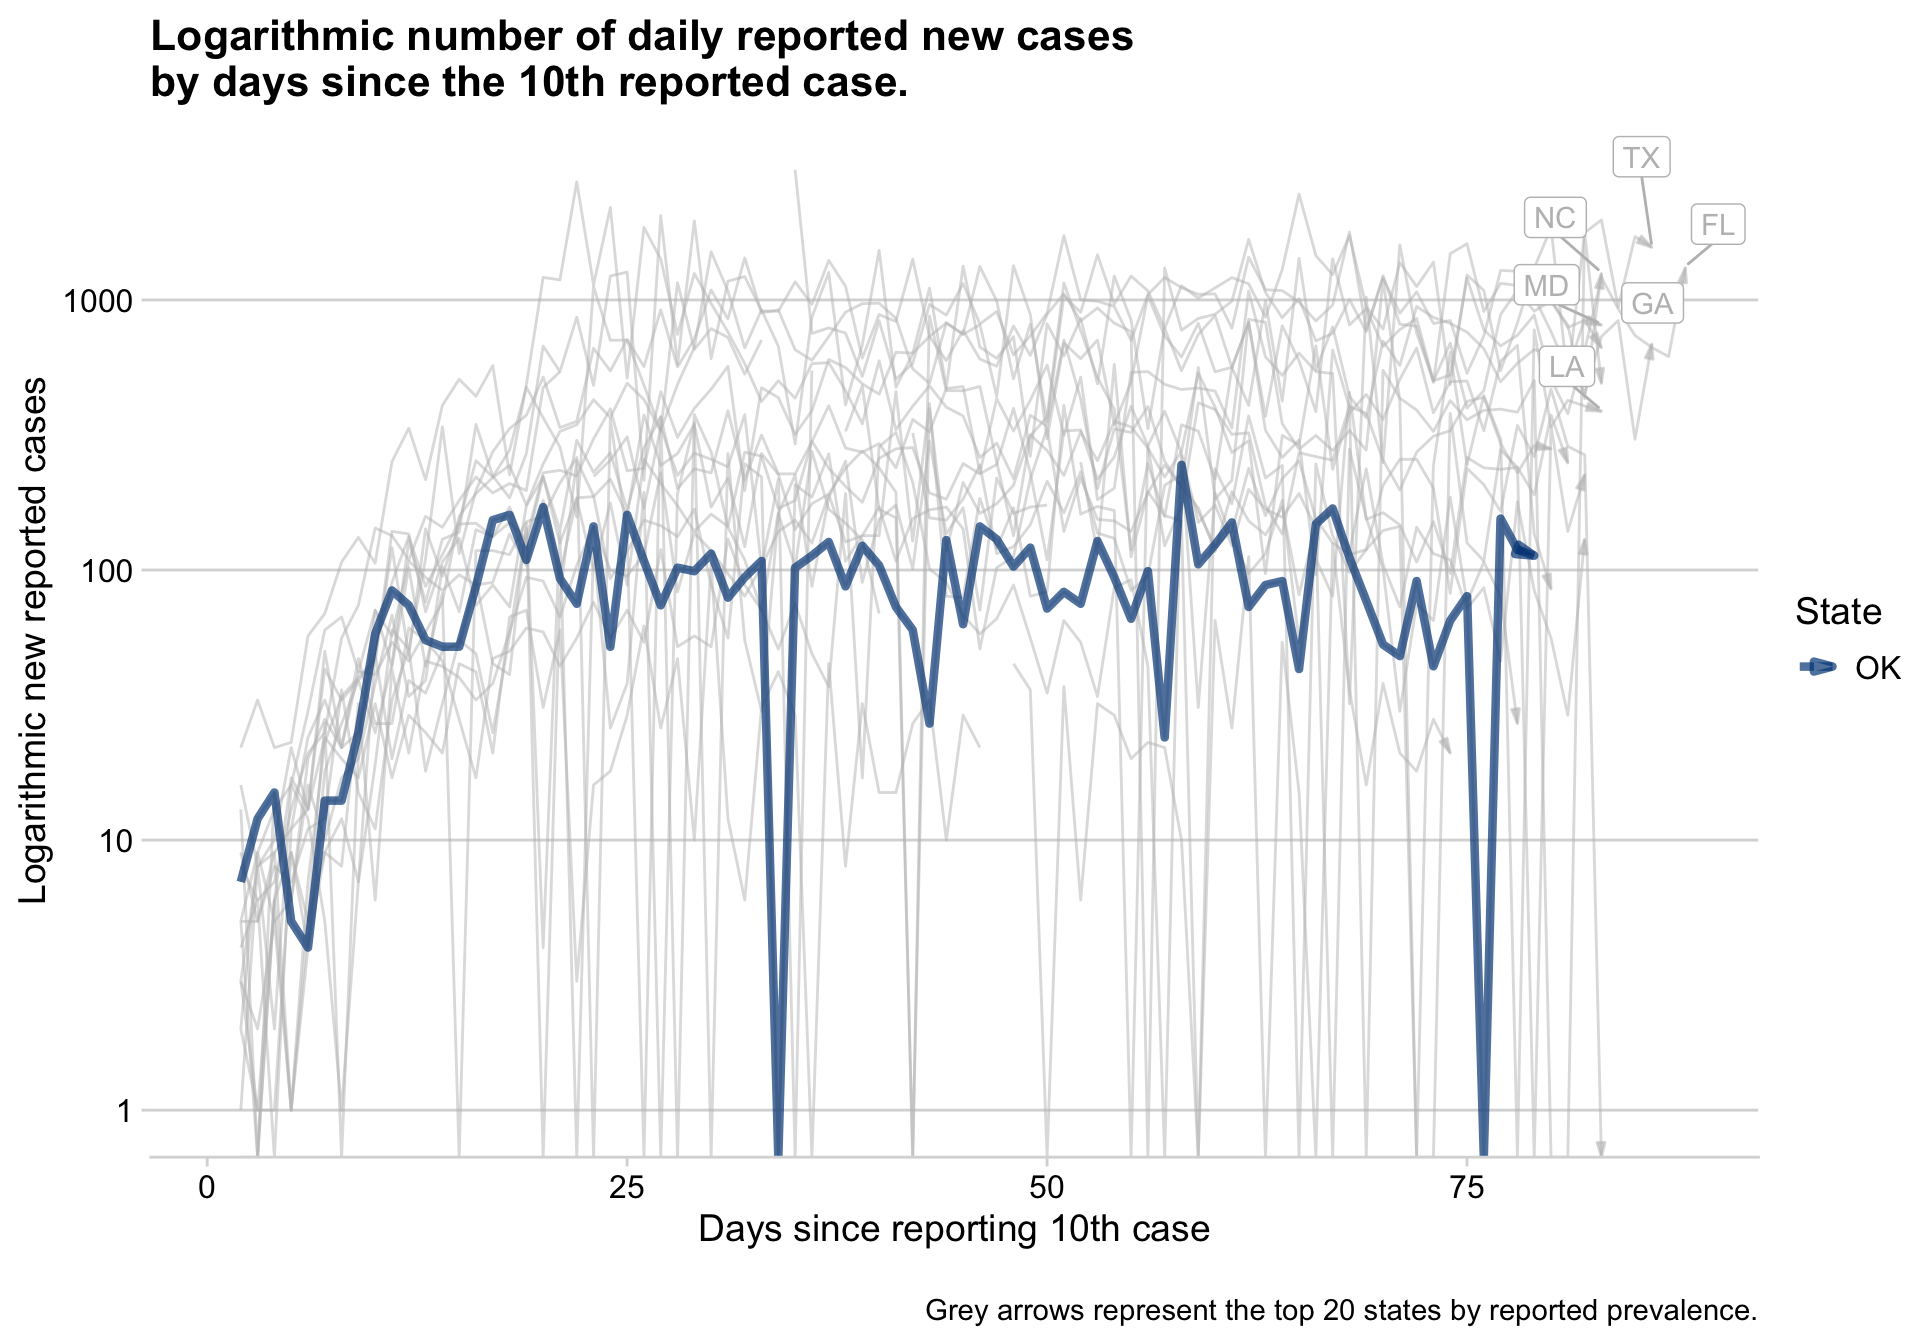 Logarithmic number of daily reported new cases
by days since the 10th reported case.
TX
NC
FL
MD
GA
LA
1000
100
10
1
Logarithmic new reported cases
0
25
50
75
Days since reporting 10th case
State
OK
Grey arrows represent the top 20 states by reported prevalence.